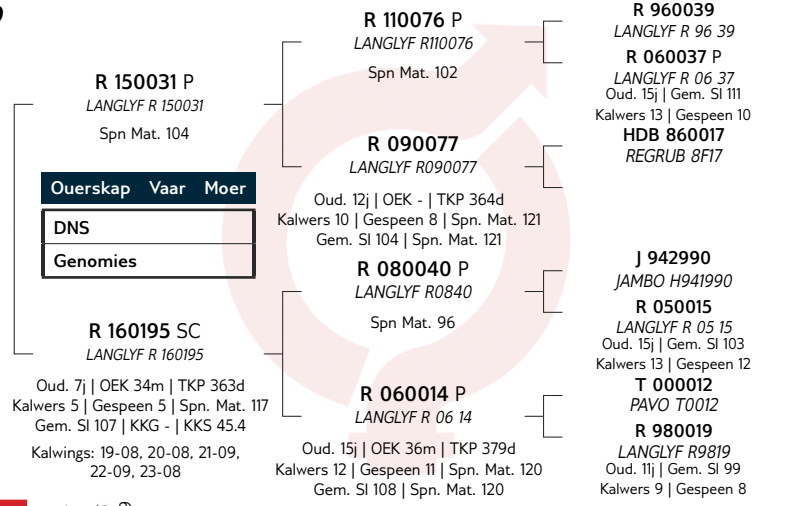 R 150031 P
LANGLYF R 150031
Spn Mat. 104
Ouerskap Vaar Moer
DNS
Genomies
R 160195 SC
LANGLYF R 160195
Oud. 7j | OEK 34m | TKP 363d
Kalwers 5 | Gespeen 5 | Spn. Mat. 117
Gem. SI 107 | KKG - | KKS 45.4
Kalwings: 19-08, 20-08, 21-09,
22-09, 23-08
R 110076 P
LANGLYF R110076
Spn Mat. 102
R 090077
LANGLYF R090077
Oud. 12j | OEK - | TKP 364d
Kalwers 10 | Gespeen 8 | Spn. Mat. 121
Gem. SI 104 | Spn. Mat. 121
R 080040 P
LANGLYF R0840
Spn Mat. 96
R 060014 P
LANGLYF R 06 14
Oud. 15j | OEK 36m | TKP 379d
Kalwers 12 | Gespeen 11 | Spn. Mat. 120
Gem. SI 108 | Spn. Mat. 120
R 960039
LANGLYF R 96 39
R 060037 P
LANGLYF R 06 37
Oud. 15j | Gem. SI 111
Kalwers 13 | Gespeen 10
HDB 860017
REGRUB 8F17
J 942990
JAMBO H941990
R 050015
LANGLYF R 05 15
Oud. 15j | Gem. SI 103
Kalwers 13 | Gespeen 12
T 000012
PAVO T0012
R 980019
LANGLYF R9819
Oud. 11j | Gem. SI 99
Kalwers 9 | Gespeen 8